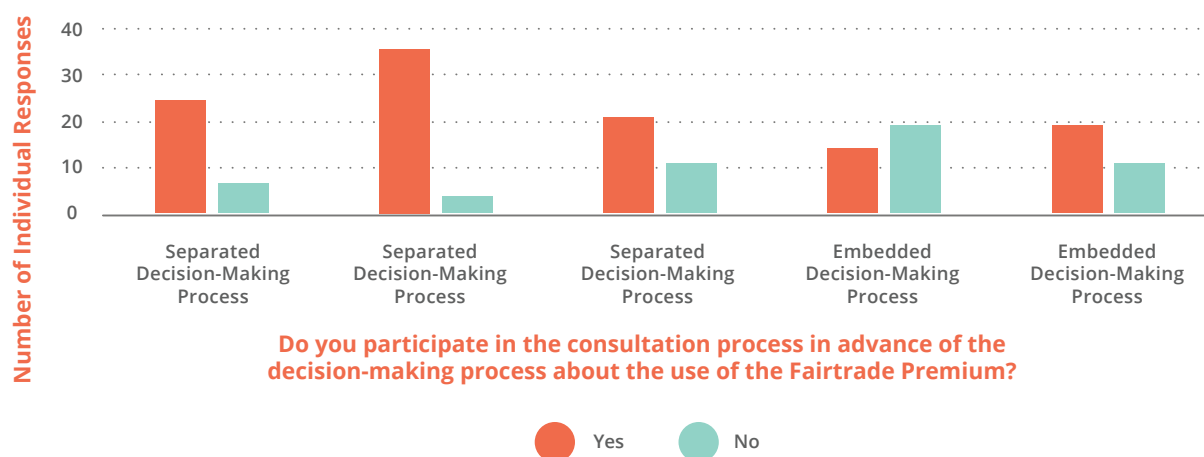 Number of Individual Responses
40
30
20
10
0
Separated
Decision-Making
Process
Separated
Decision-Making
Process
Separated
Decision-Making
Process
Embedded
Decision-Making
Process
Embedded
Decision-Making
Process
Do you participate in the consultation process in advance of the
decision-making process about the use of the Fairtrade Premium?
Yes
No